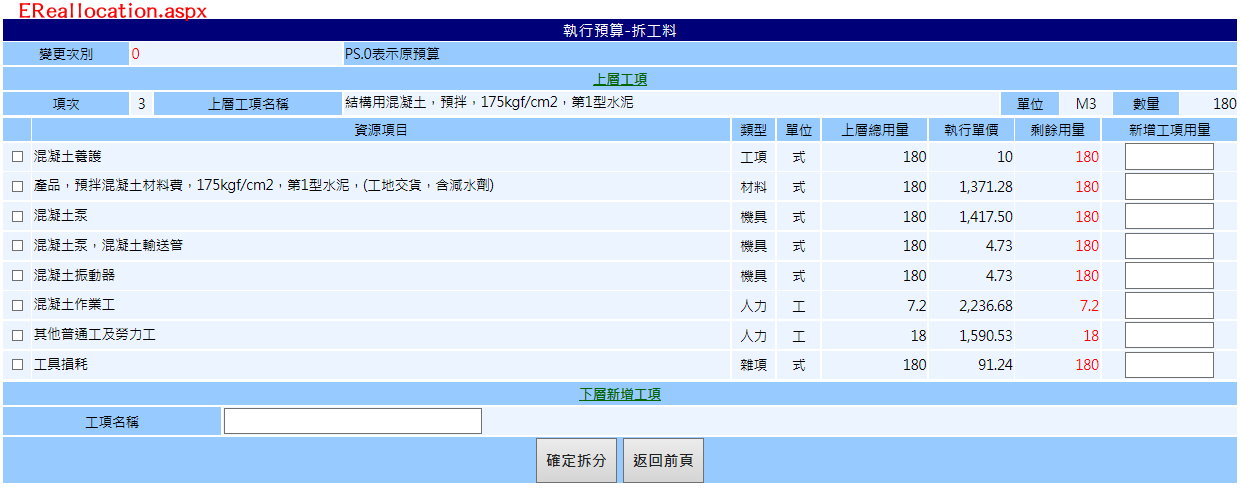 EReallocation.aspx
執行預算-拆工料
變更次別 0 PS.0表示原預算
上層工項
項次 3 上層工項名稱 結構用混凝土，預拌，175kgf/cm2，第1型水泥 單位 M3 數量 180
資源項目 類型 單位 上層總用量 執行單價 剩餘用量 新增工項用量
混凝土養護 工項 式 180 10 180
產品，預拌混凝土材料費，175kgf/cm2，第1型水泥，(工地交貨，含減水劑) 材料 式 180 1,371.28 180
混凝土泵 機具 式 180 1,417.50 180
混凝土泵，混凝土輸送管 機具 式 180 4.73 180
混凝土振動器 機具 式 180 4.73 180
混凝土作業工 人力 工 7.2 2,236.68 7.2
其他普通工及勞力工 人力 工 18 1,590.53 18
工具損耗 雜項 式 180 91.24 180
下層新增工項
工項名稱
確定拆分 返回前頁